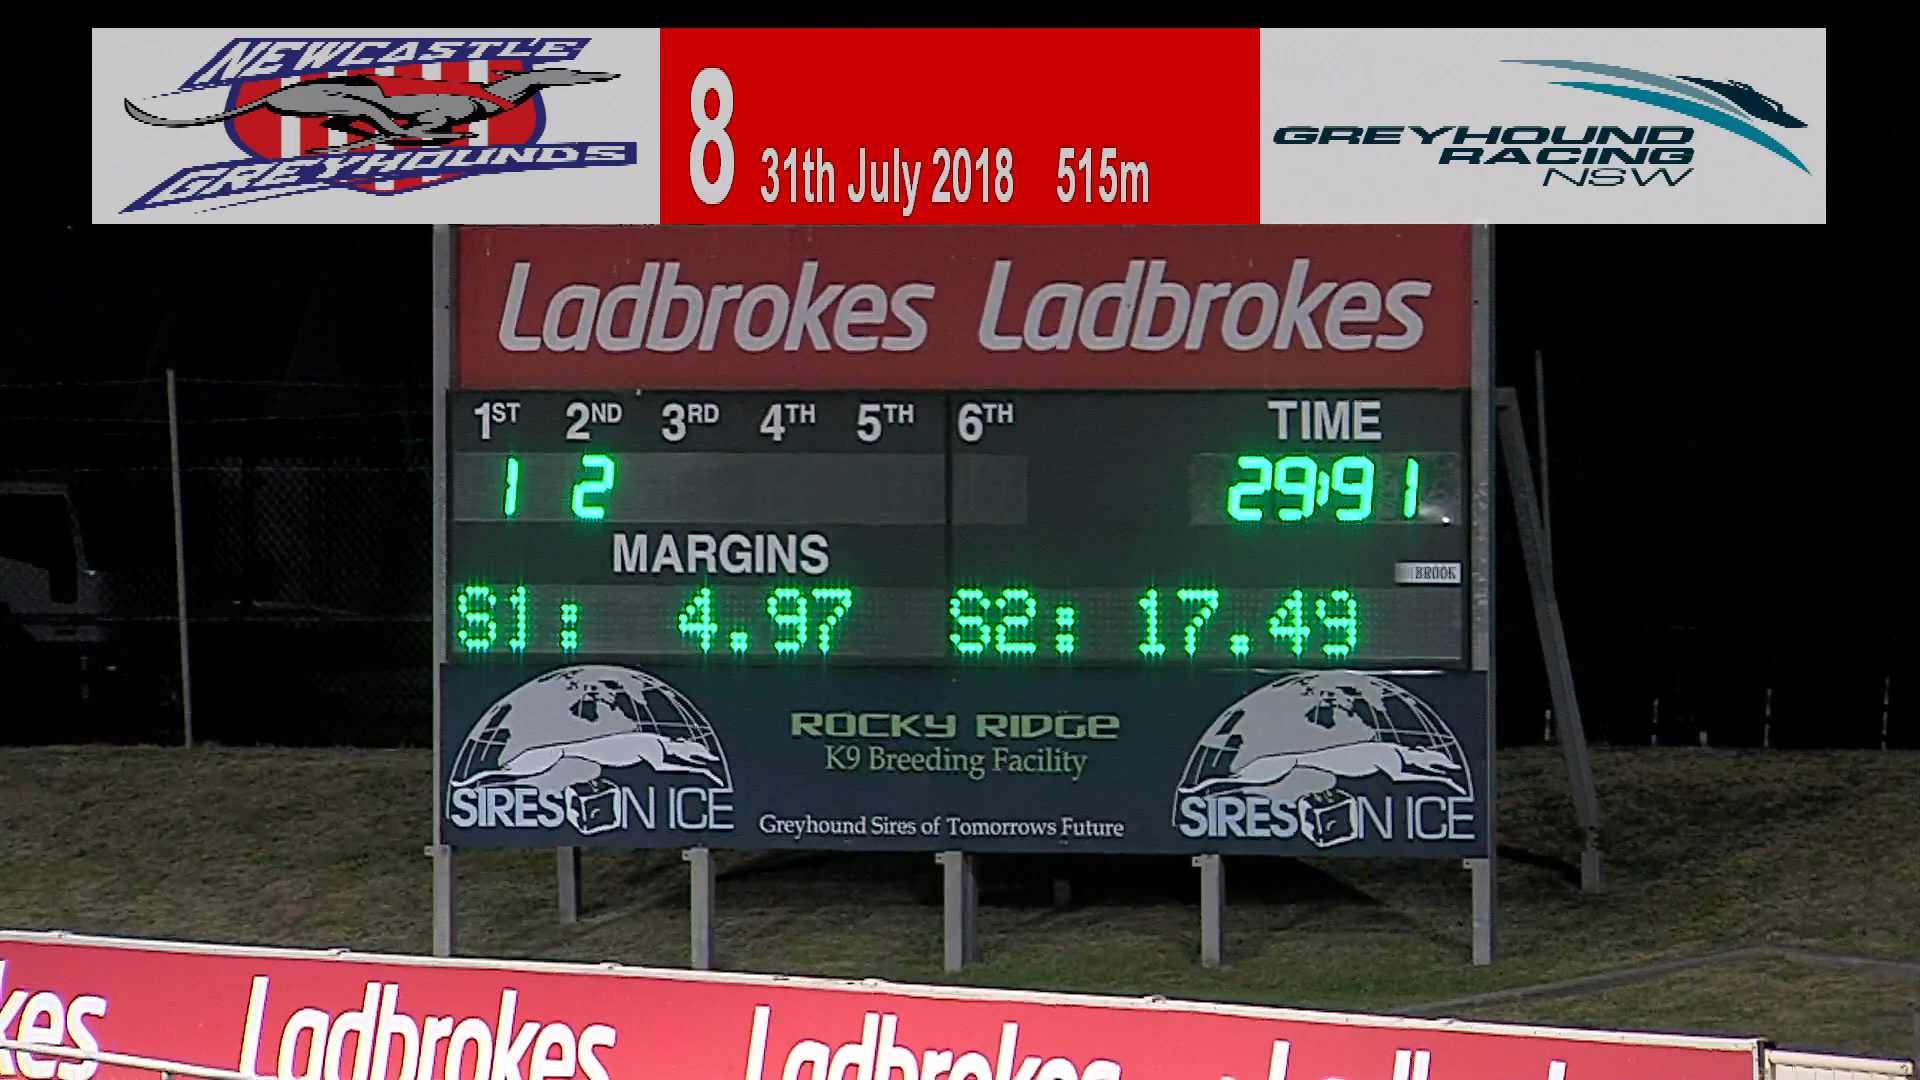 NEWCASTLE
GREYHOUNDS
8 31th July 2018 515m
GREYHOUND
RACING
NSW
Ladbrokes Ladbrokes
1ST 2ND 3RD 4TH 5TH 6TH TIME
1 2 29:91
MARGINS
BROOK
S1: 4.97 S2: 17.49
ROCKY RIDGE
K9 Breeding Facility
SIRES ON ICE
Greyhound Sires of Tomorrows Future
SIRES ON ICE
kes Ladbrokes Ladbrokes